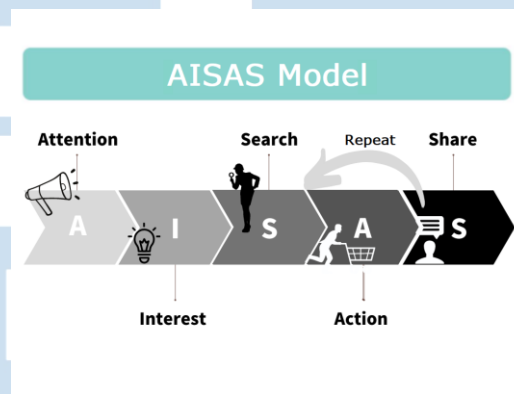 AISAS Model
Attention
Search
Repeat
Share
A
I
S
A
S
Interest
Action